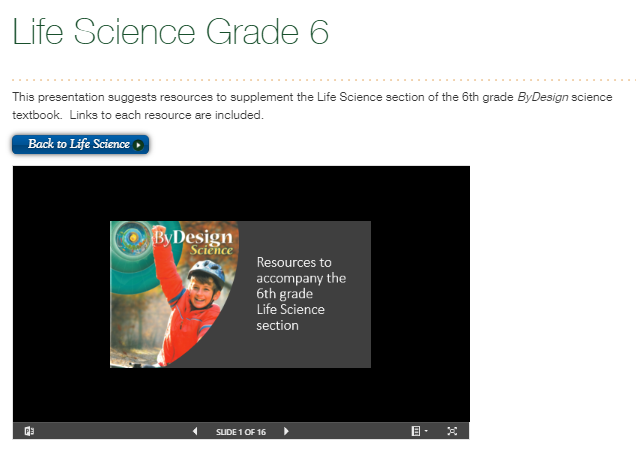 Life Science Grade 6
This presentation suggests resources to supplement the Life Science section of the 6th grade ByDesign science
textbook.  Links to each resource are included.
Back to Life Science
ByDesign
Science
Resources to
accompany the
6th grade
Life Science
section
SLIDE 1 OF 16